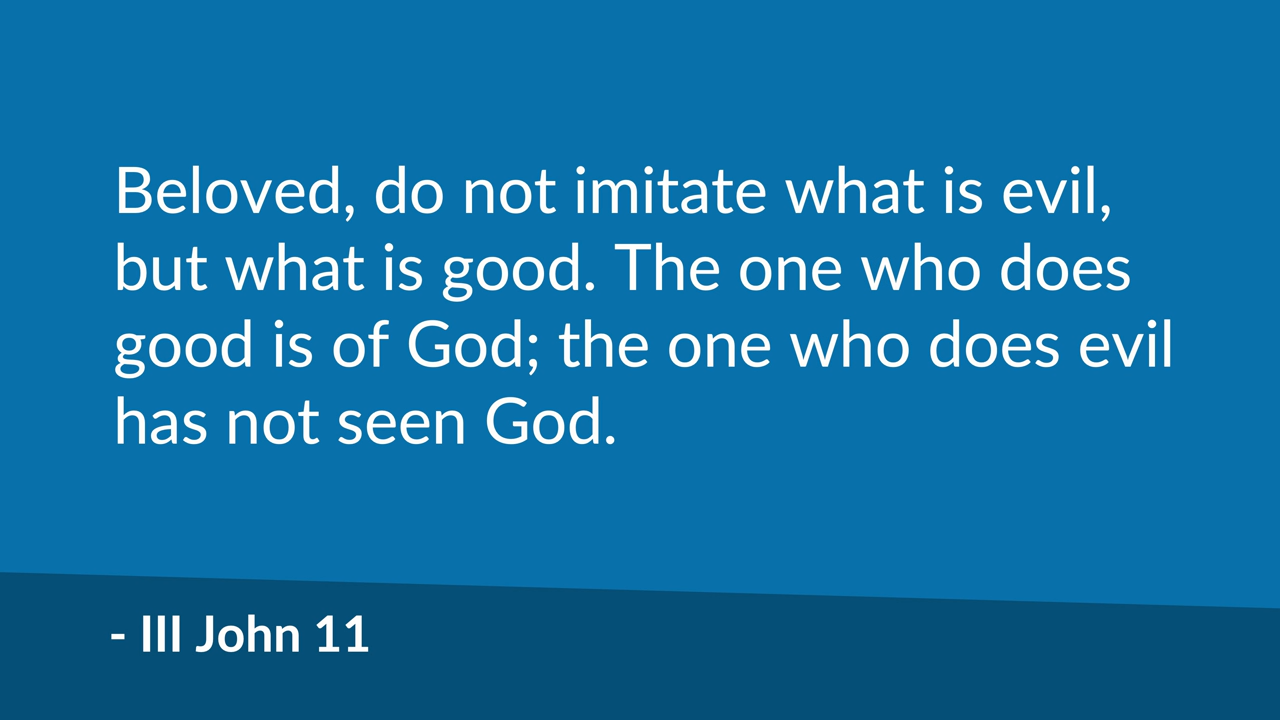 Beloved, do not imitate what is evil,
but what is good. The one who does
good is of God; the one who does evil
has not seen God.
- III John 11